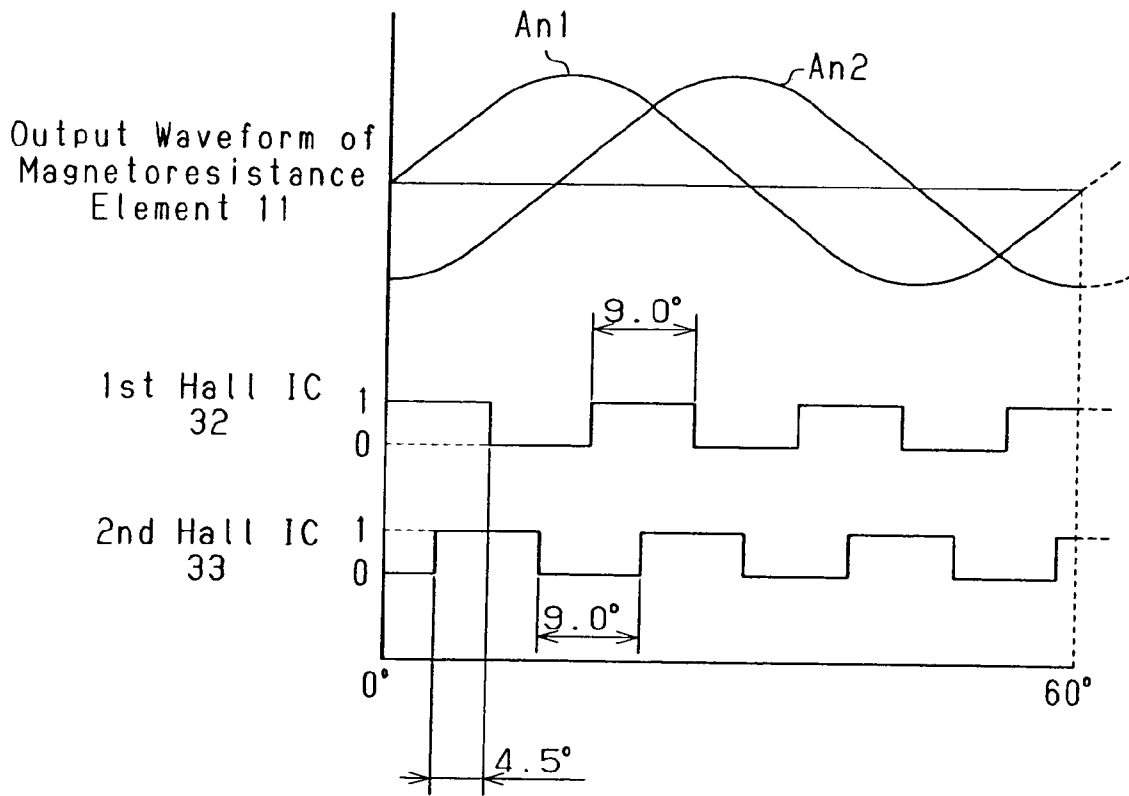 An1
An2
Output Waveform of
Magnetoresistance
Element 11
9.0°
1st Hall IC
32
1
0
2nd Hall IC
33
1
0
9.0°
0°
60°
4.5°